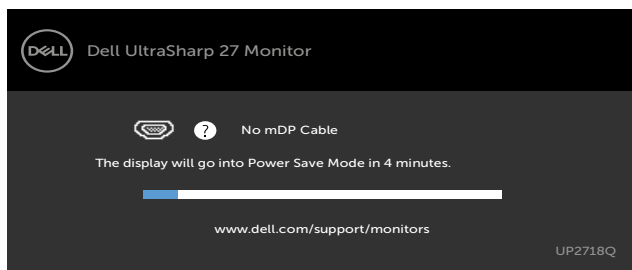 DELL
Dell UltraSharp 27 Monitor
? No mDP Cable
The display will go into Power Save Mode in 4 minutes.
www.dell.com/support/monitors
UP2718Q